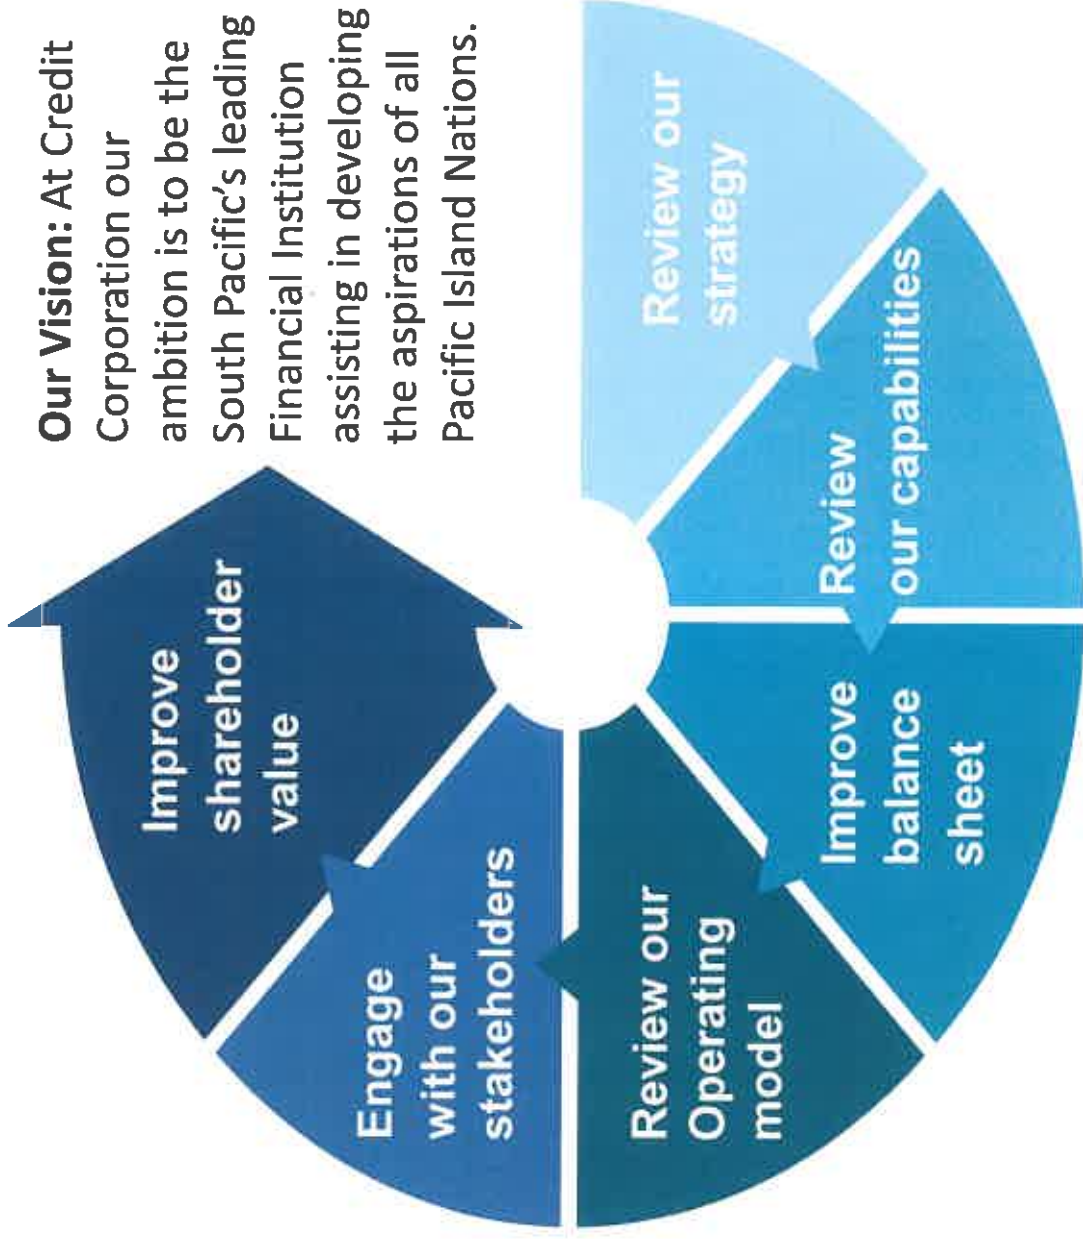 Our Vision: At Credit
Corporation our
ambition is to be the
South Pacific's leading
Financial Institution
assisting in developing
the aspirations of all
Pacific Island Nations.
Review our
strategy
Review
our capabilities
Improve
balance
sheet
Review our
Operating
model
Engage
with our
stakeholders
Improve
shareholder
value